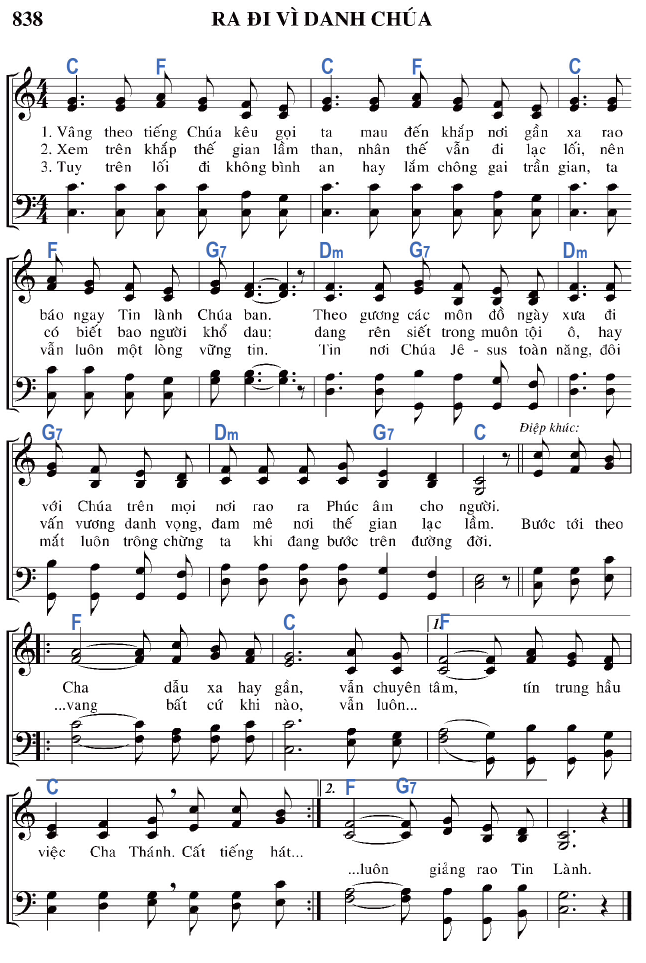 838 RA ĐI VÌ DANH CHÚA
C F C F C
1. Vâng theo tiếng Chúa kêu gọi ta mau đến khắp nơi gần xa rao
2. Xem trên khắp thế gian lầm than, nhân thế vẫn đi lạc lối, nên
3. Tuy trên lối đi không bình an hay lắm chông gai trần gian, ta
F G7 Dm G7 Dm
báo ngay Tin lành Chúa ban. Theo gương các môn đồ ngày xưa đi
có biết bao người khổ đau; đang rên siết trong muôn tội ô, hay
vẫn luôn một lòng vững tin. Tin nơi Chúa Jê - sus toàn năng, đôi
G7 Dm G7 C Điệp khúc:
với Chúa trên mọi nơi rao ra Phúc âm cho người.
vấn vương danh vọng, đam mê nơi thế gian lạc lầm. Bước tới theo
mắt luôn trông chừng ta khi đang bước trên đường đời.
F C 1. F
Cha dẫu xa hay gần, vẫn chuyên tâm, tín trung hầu
...vang bất cứ khi nào, vẫn luôn...
C 2. F G7
việc Cha Thánh. Cất tiếng hát...
...luôn giảng rao Tin Lành.